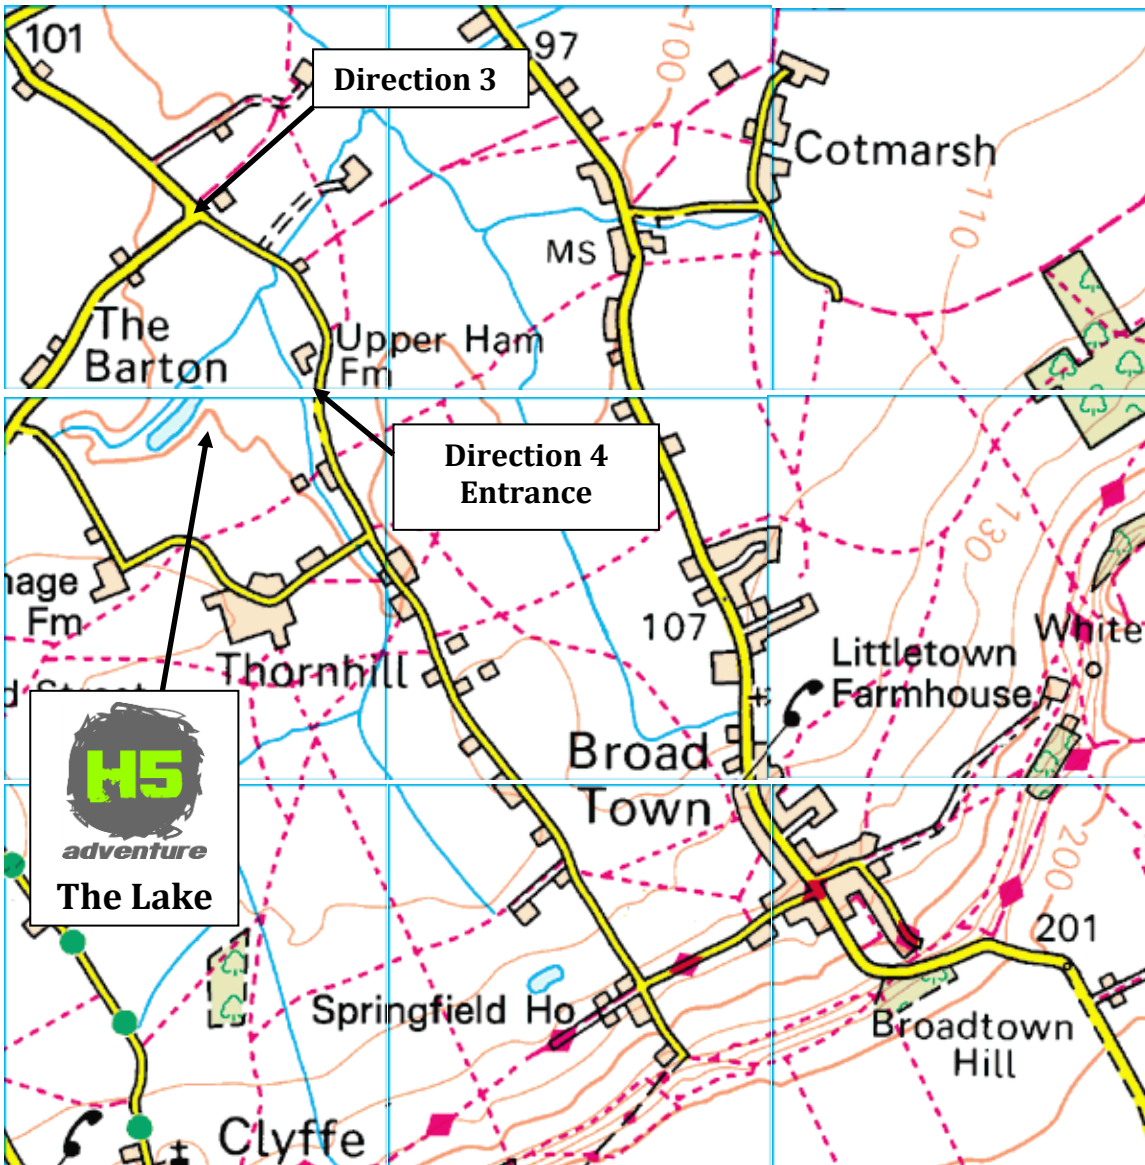 101
Direction 3
97
100
Cotmarsh
110
MS
The
Barton
Upper Ham
Fm
Direction 4
Entrance
130
nage
Fm
107
White
Thornhill
Littletown
Farmhouse
d Street
Broad
Town
H5
adventure
The Lake
200
201
Springfield Ho
Broadtown
Hill
Clyffe